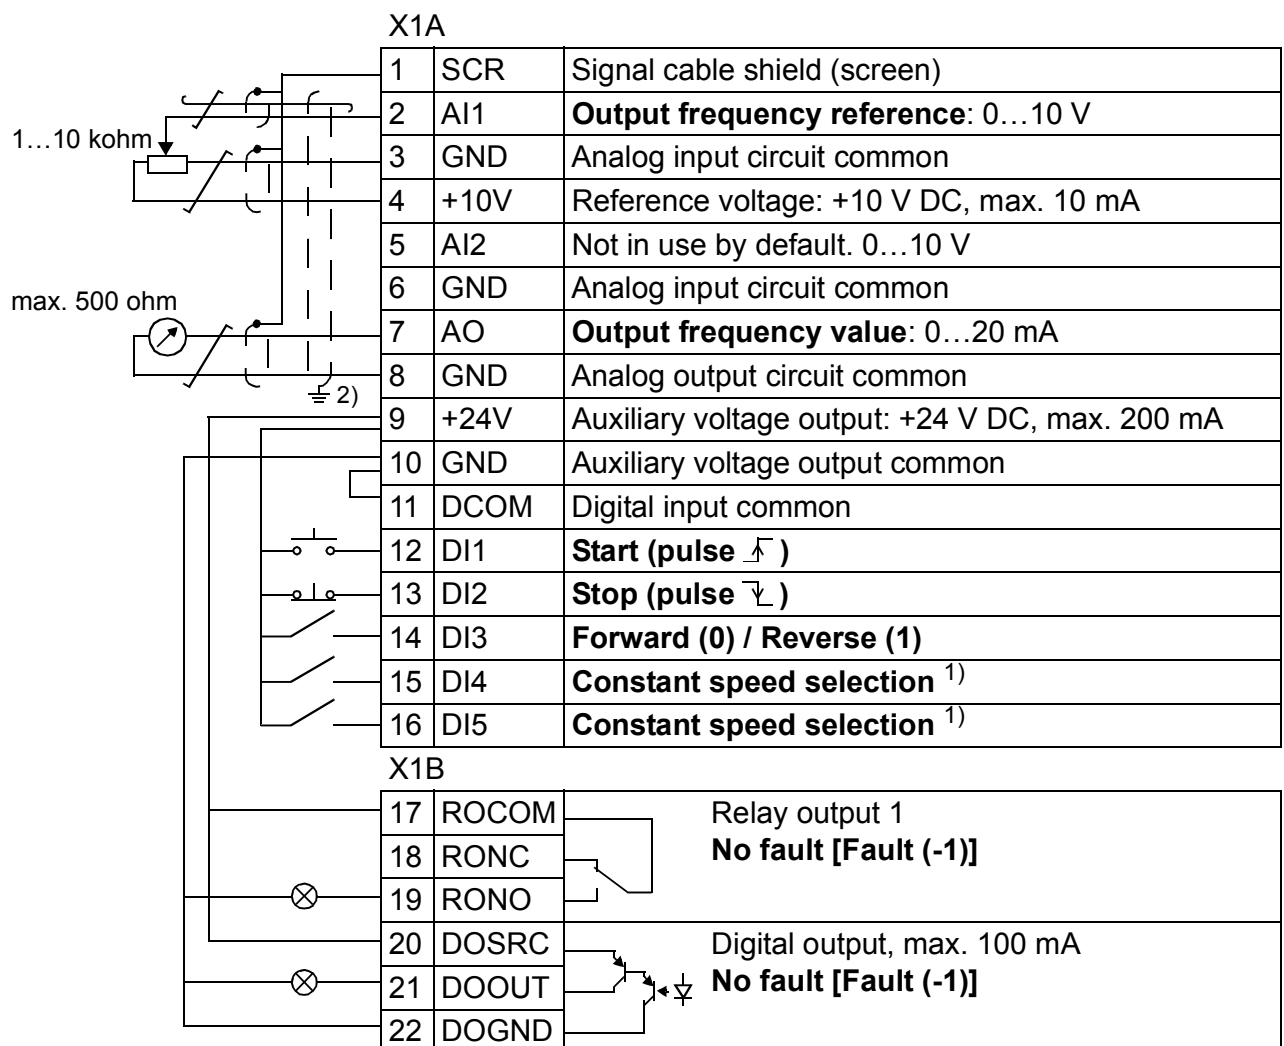 X1A
1 SCR Signal cable shield (screen)
2 AI1 Output frequency reference: 0…10 V
1…10 kohm
3 GND Analog input circuit common
4 +10V Reference voltage: +10 V DC, max. 10 mA
5 AI2 Not in use by default. 0…10 V
6 GND Analog input circuit common
max. 500 ohm
7 AO Output frequency value: 0…20 mA
8 GND Analog output circuit common
2)
9 +24V Auxiliary voltage output: +24 V DC, max. 200 mA
10 GND Auxiliary voltage output common
11 DCOM Digital input common
12 DI1 Start (pulse )
13 DI2 Stop (pulse )
14 DI3 Forward (0) / Reverse (1)
15 DI4 Constant speed selection 1)
16 DI5 Constant speed selection 1)
X1B
17 ROCOM Relay output 1
18 RONC No fault [Fault (-1)]
19 RONO
20 DOSRC Digital output, max. 100 mA
21 DOOUT No fault [Fault (-1)]
22 DOGND